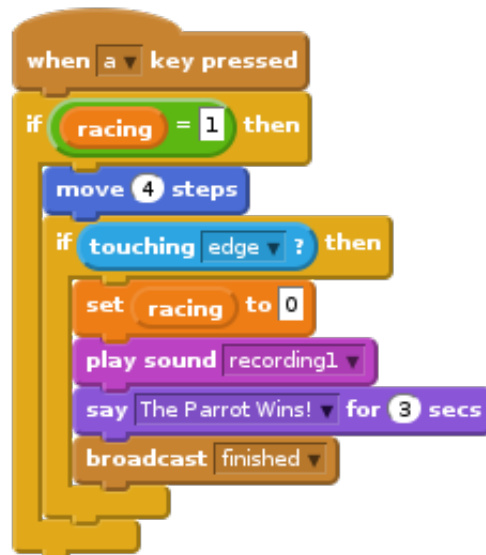 when a key pressed
if racing = 1 then
move 4 steps
if touching edge ? then
set racing to 0
play sound recording1
say The Parrot Wins! for 3 secs
broadcast finished